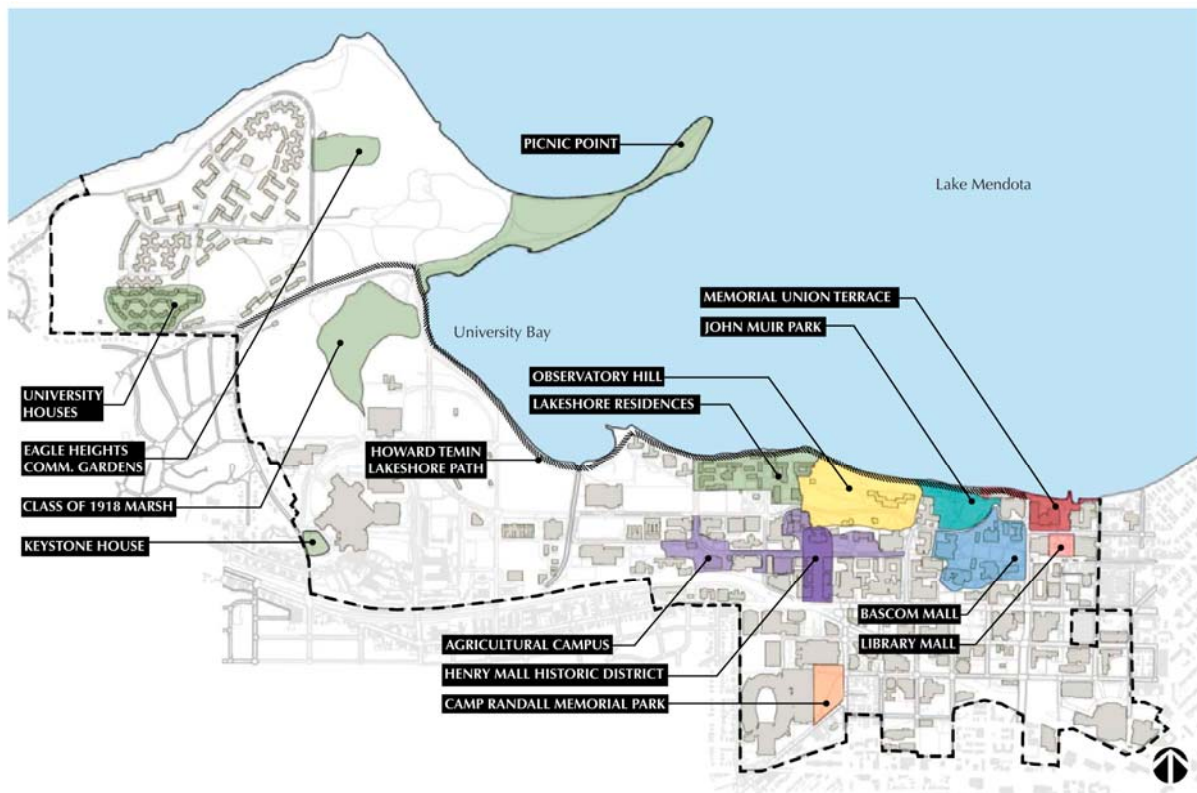 PICNIC POINT
Lake Mendota
MEMORIAL UNION TERRACE
JOHN MUIR PARK
University Bay
OBSERVATORY HILL
LAKESHORE RESIDENCES
UNIVERSITY
HOUSES
EAGLE HEIGHTS
COMM. GARDENS
HOWARD TEMIN
LAKESHORE PATH
CLASS OF 1918 MARSH
KEYSTONE HOUSE
BASCOM MALL
AGRICULTURAL CAMPUS
LIBRARY MALL
HENRY MALL HISTORIC DISTRICT
CAMP RANDALL MEMORIAL PARK